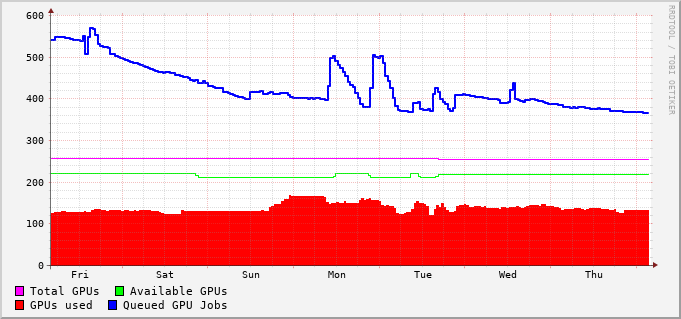 600
500
400
300
200
100
0
Fri Sat Sun Mon Tue Wed Thu
Total GPUs Available GPUs
GPUs used Queued GPU Jobs
RRDTOOL / TOBI OETIKER